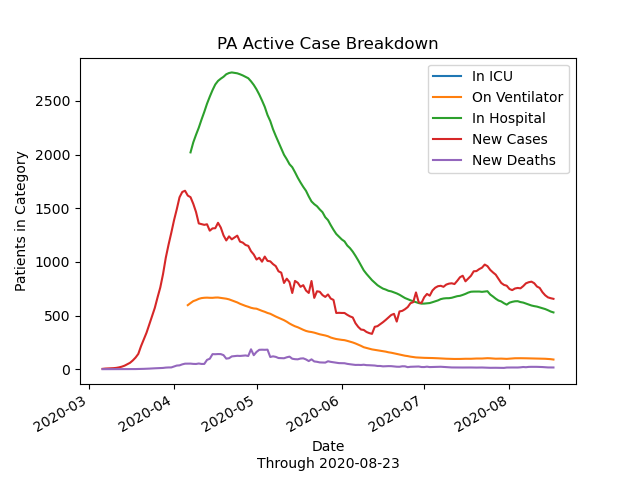 PA Active Case Breakdown
In ICU
On Ventilator
In Hospital
New Cases
New Deaths
Patients in Category
2500
2000
1500
1000
500
0
2020-03
2020-04
2020-05
2020-06
2020-07
2020-08
Date
Through 2020-08-23